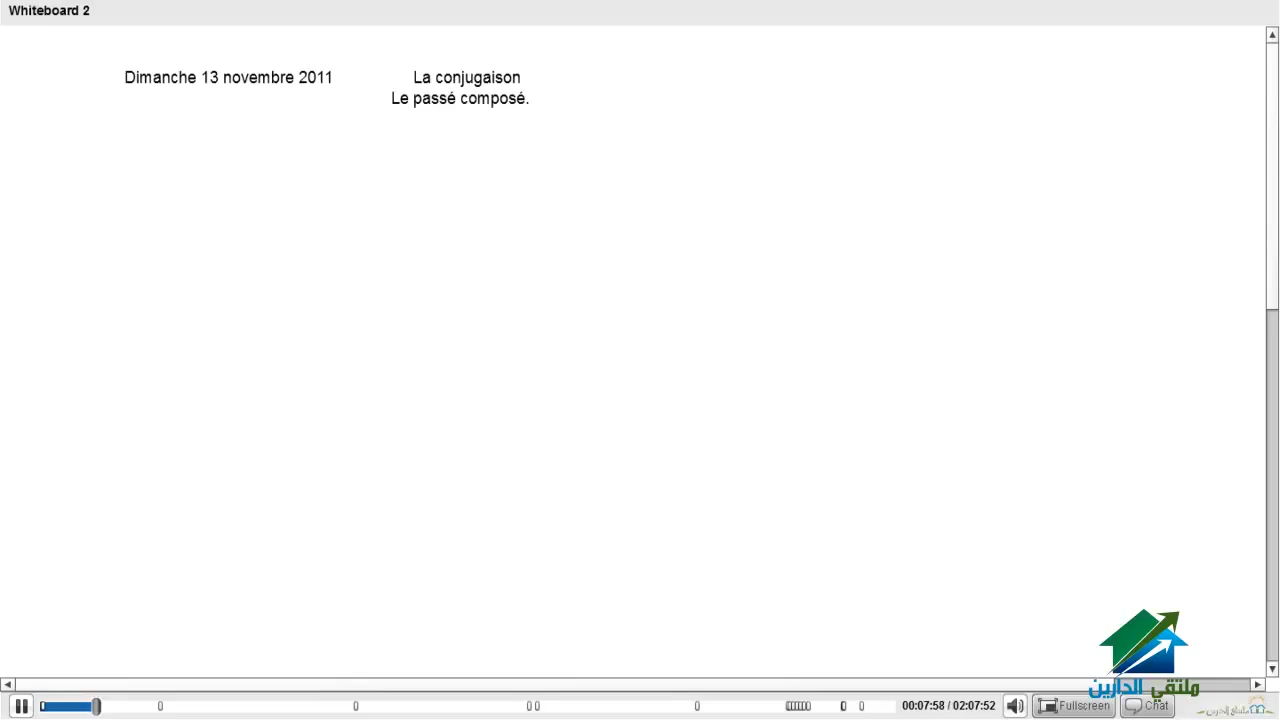 Whiteboard 2
Dimanche 13 novembre 2011 La conjugaison
Le passé composé.
ملتقي الدارين
00:07:58 / 02:07:52 Fullscreen Chat